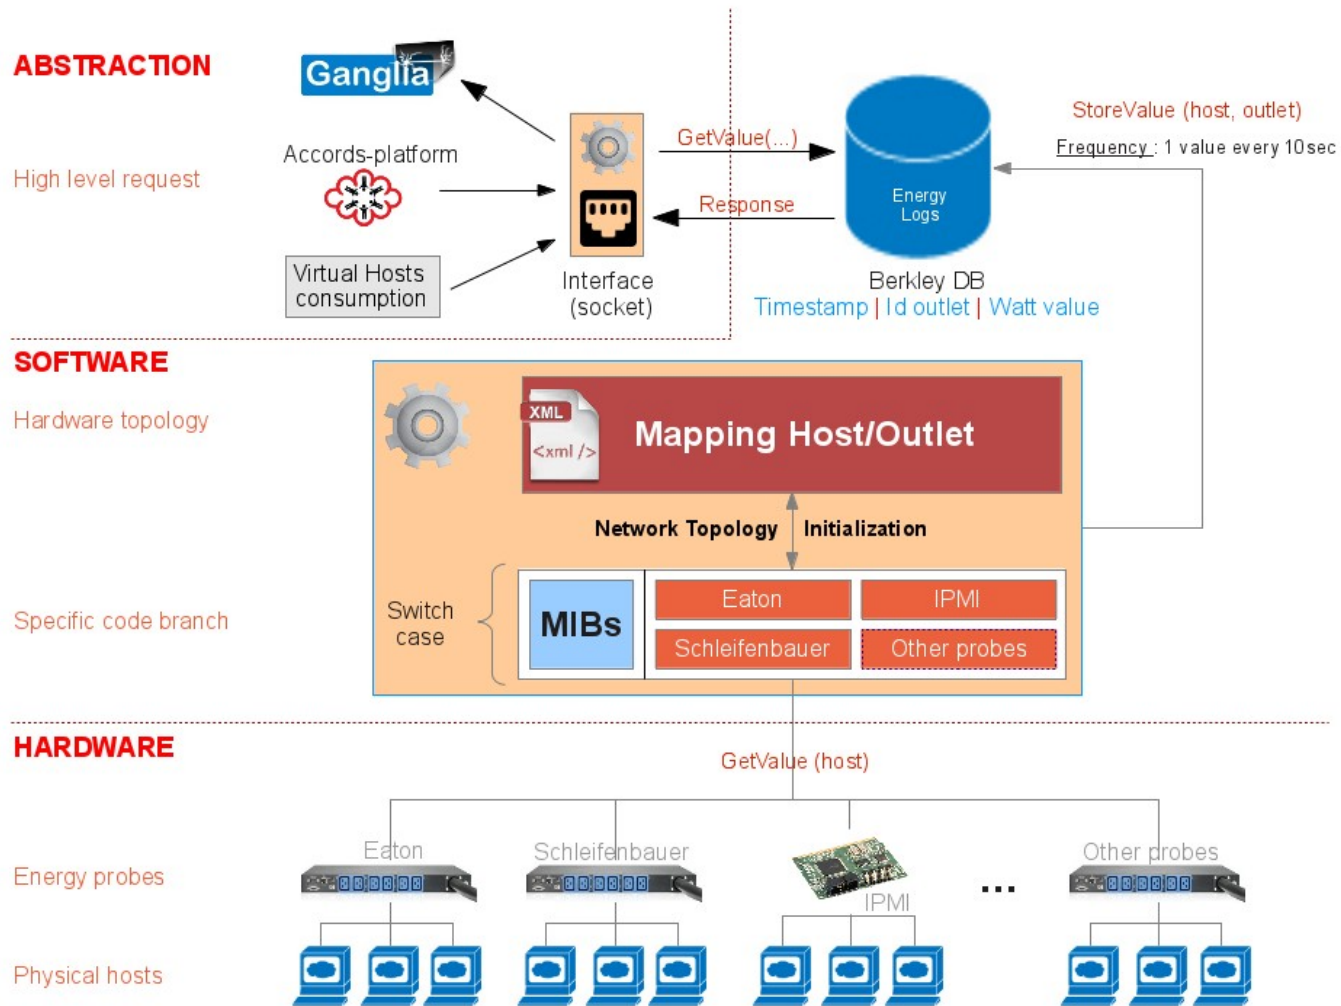 ABSTRACTION
Ganglia
StoreValue (host, outlet)
Frequency : 1 value every 10sec
High level request
Accords-platform
GetValue(...)
Energy
Logs
Response
Virtual Hosts
consumption
Interface
(socket)
Berkley DB
Timestamp | Id outlet | Watt value
SOFTWARE
Hardware topology
XML
<xml />
Mapping Host/Outlet
Network Topology
Initialization
Specific code branch
Switch
case
MIBs
Eaton
IPMI
Schleifenbauer
Other probes
HARDWARE
GetValue (host)
Energy probes
Eaton
Schleifenbauer
IPMI
...
Other probes
Physical hosts